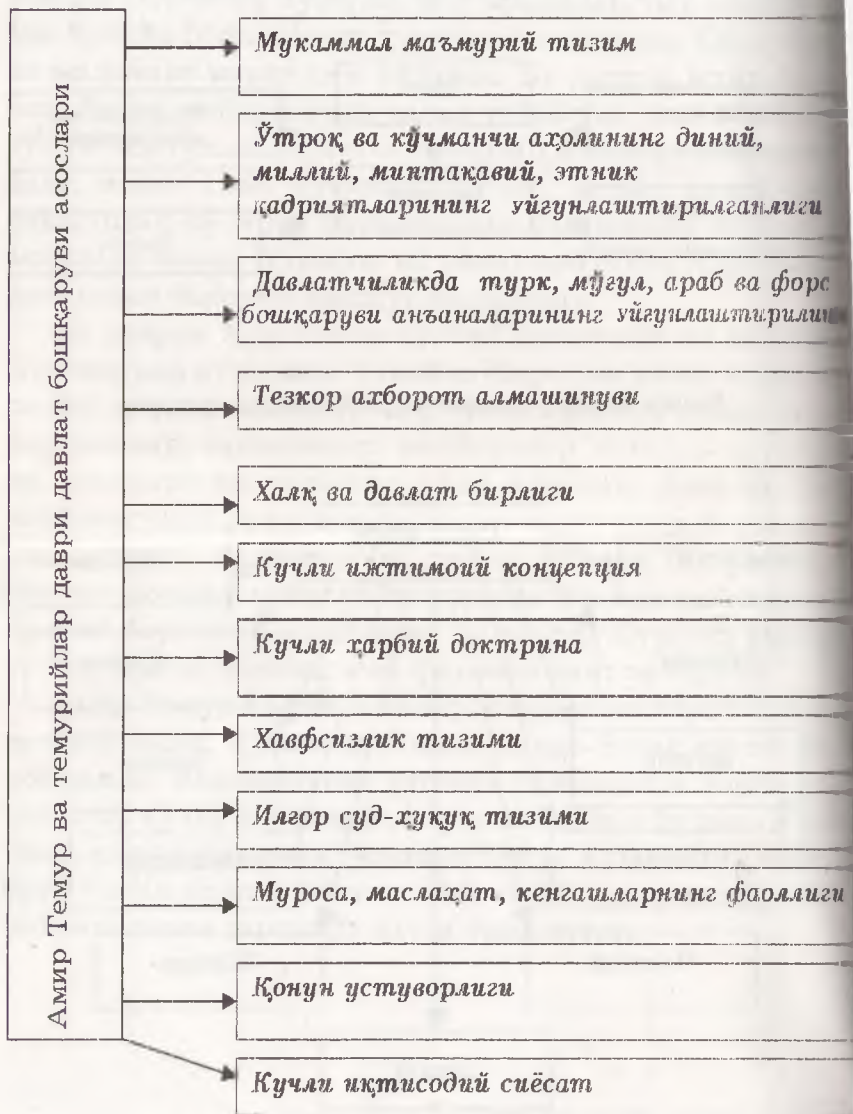 Амир Темур ва темурийлар даври давлат бошқаруви асослари
Мукаммал маъмурий тизим
Ўтроқ ва кўчманчи аҳолининг диний,
миллий, минтақавий, этник
қадриятларининг уйғунлаштирилганлиги
Давлатчиликда турк, мўғул, араб ва форс
бошқаруви анъаналарининг
Тезкор ахборот алмашинуви
Халқ ва давлат бирлиги
Кучли ижтимоий концепция
Кучли ҳарбий доктрина
Хавфсизлик тизими
Илғор суд-ҳуқуқ тизими
Муроса, маслаҳат, кенгашларнинг фаоллиги
Қонун устуворлиги
Кучли иқтисодий сиёсат